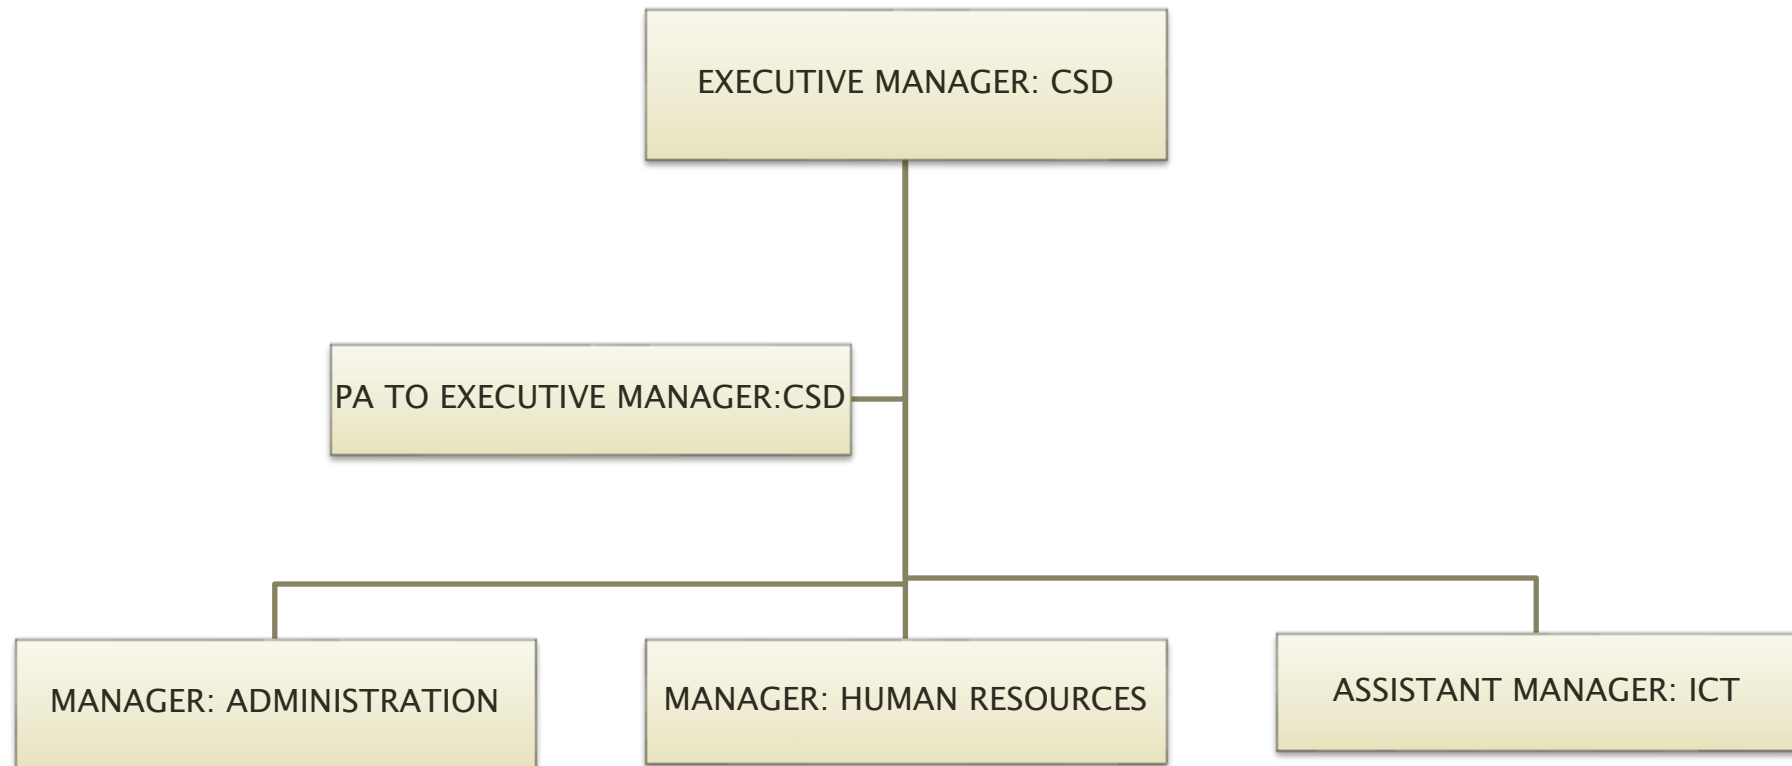 EXECUTIVE MANAGER: CSD
PA TO EXECUTIVE MANAGER:CSD
MANAGER: ADMINISTRATION
MANAGER: HUMAN RESOURCES
ASSISTANT MANAGER: ICT